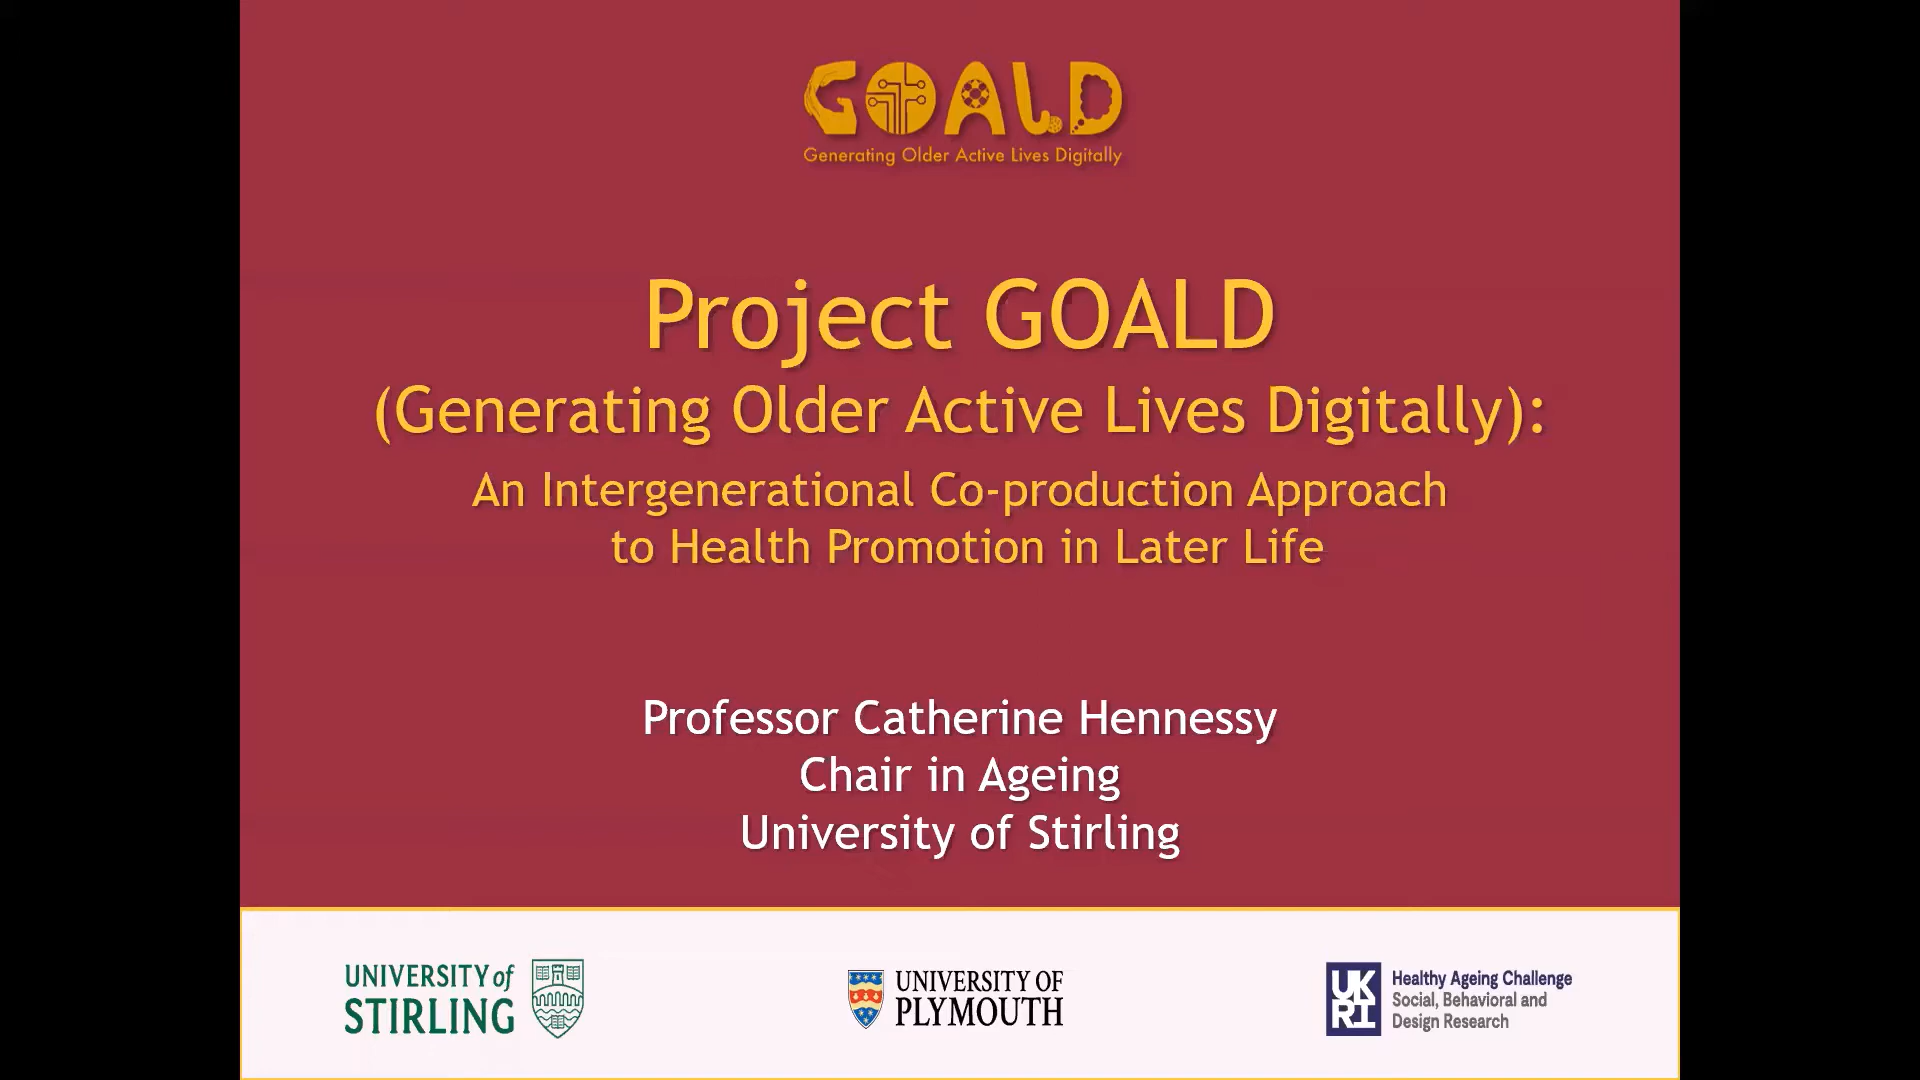 GOALD
Generating Older Active Lives Digitally
Project GOALD
(Generating Older Active Lives Digitally):
An Intergenerational Co-production Approach
to Health Promotion in Later Life
Professor Catherine Hennessy
Chair in Ageing
University of Stirling
UNIVERSITY of
STIRLING
UNIVERSITY OF
PLYMOUTH
UK
RI
Healthy Ageing Challenge
Social, Behavioral and
Design Research